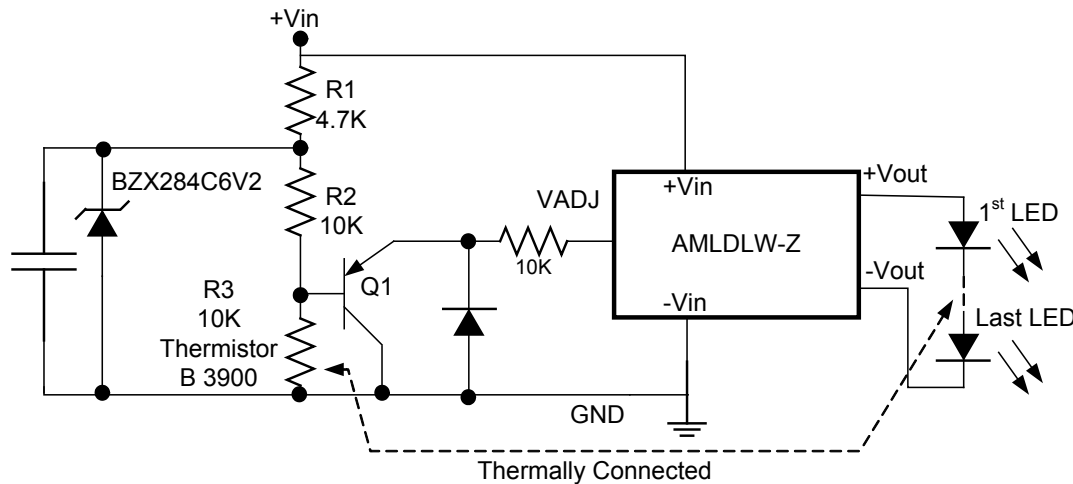 +Vin
R1
4.7K
BZX284C6V2
R2
10K
VADJ
+Vin
+Vout
1st LED
10K
AMLDLW-Z
-Vout
Q1
R3
10K
Thermistor
B 3900
-Vin
Last LED
GND
Thermally Connected